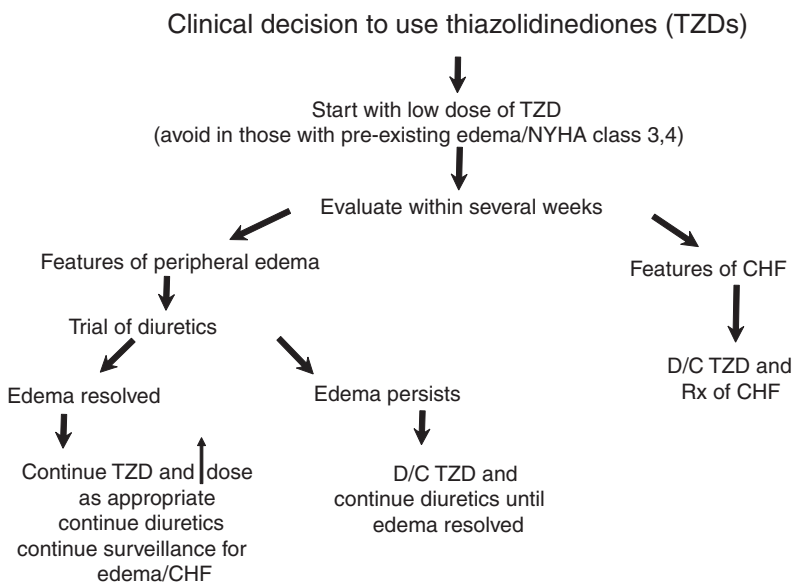 Clinical decision to use thiazolidinediones (TZDs)
Start with low dose of TZD
(avoid in those with pre-existing edema/NYHA class 3,4)
Evaluate within several weeks
Features of peripheral edema
Features of CHF
Trial of diuretics
D/C TZD and
Rx of CHF
Edema resolved
Edema persists
Continue TZD and ↑ dose
as appropriate
continue diuretics
continue surveillance for
edema/CHF
D/C TZD and
continue diuretics until
edema resolved